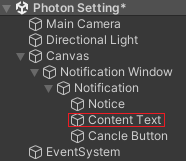 Photon Setting*
Main Camera
Directional Light
Canvas
Notification Window
Notification
Notice
Content Text
Cancle Button
EventSystem